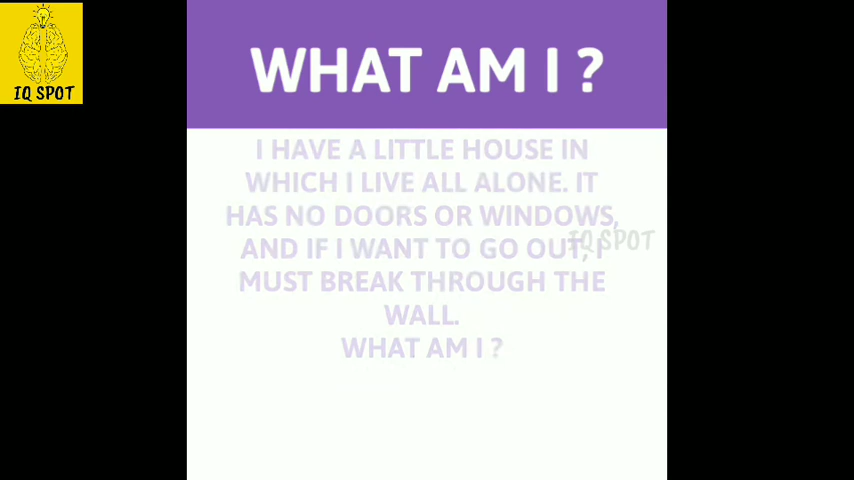 IQ SPOT
WHAT AM I ?
I HAVE A LITTLE HOUSE IN
WHICH I LIVE ALL ALONE. IT
HAS NO DOORS OR WINDOWS,
AND IF I WANT TO GO OUT, I
IQ SPOT
MUST BREAK THROUGH THE
WALL.
WHAT AM I ?